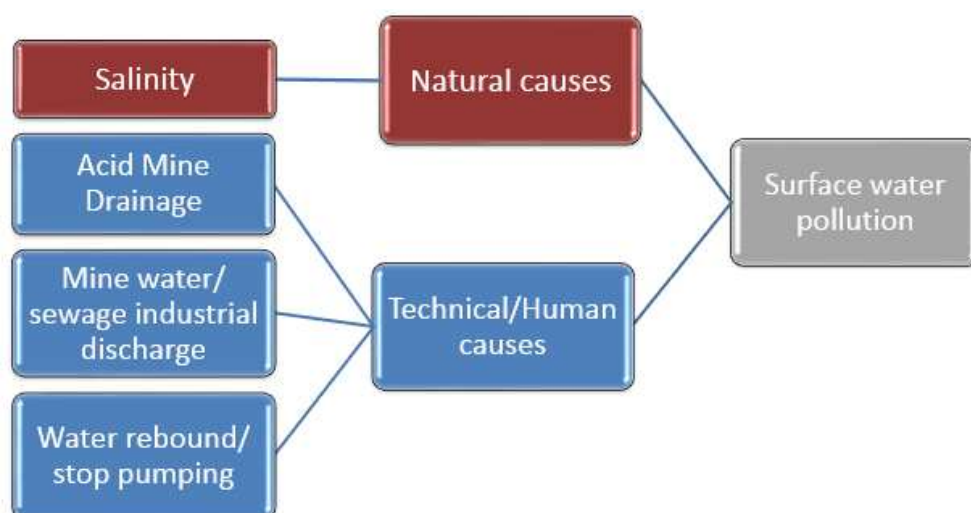 Salinity
Natural causes
Acid Mine
Drainage
Surface water
pollution
Mine water/
sewage industrial
discharge
Technical/Human
causes
Water rebound/
stop pumping